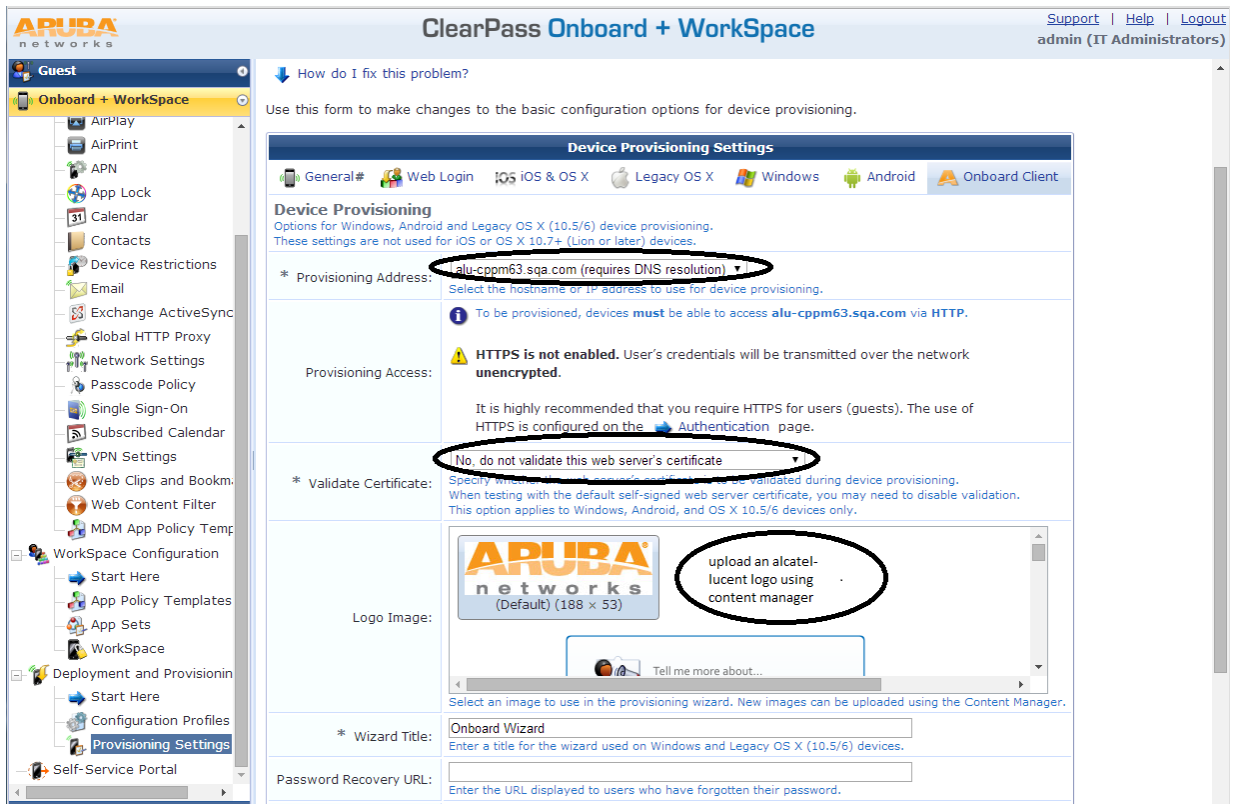 ARUBA
networks
ClearPass Onboard + WorkSpace
Support | Help | Logout
admin (IT Administrators)
Guest
Onboard + WorkSpace
AirPlay
AirPrint
APN
App Lock
31 Calendar
Contacts
Device Restrictions
Email
Exchange ActiveSync
Global HTTP Proxy
Network Settings
Passcode Policy
Single Sign-On
Subscribed Calendar
VPN Settings
Web Clips and Bookm
Web Content Filter
MDM App Policy Temp
WorkSpace Configuration
Start Here
App Policy Templates
App Sets
WorkSpace
Deployment and Provisionin
Start Here
Configuration Profiles
Provisioning Settings
Self-Service Portal
How do I fix this problem?
Use this form to make changes to the basic configuration options for device provisioning.
Device Provisioning Settings
General# Web Login iOS iOS & OS X Legacy OS X Windows Android Onboard Client
Device Provisioning
Options for Windows, Android and Legacy OS X (10.5/6) device provisioning.
These settings are not used for iOS or OS X 10.7+ (Lion or later) devices.
* Provisioning Address: alu-cppm63.sqa.com (requires DNS resolution)
Select the hostname or IP address to use for device provisioning.
Provisioning Access:
To be provisioned, devices must be able to access alu-cppm63.sqa.com via HTTP.
HTTPS is not enabled. User's credentials will be transmitted over the network
unencrypted.
It is highly recommended that you require HTTPS for users (guests). The use of
HTTPS is configured on the Authentication page.
* Validate Certificate: No, do not validate this web server's certificate
Specify whether the web server's certificate is to be validated during device provisioning.
When testing with the default self-signed web server certificate, you may need to disable validation.
This option applies to Windows, Android, and OS X 10.5/6 devices only.
Logo Image:
ARUBA
networks
(Default) (188 × 53)
upload an alcatel-
lucent logo using
content manager
Tell me more about...
Select an image to use in the provisioning wizard. New images can be uploaded using the Content Manager.
* Wizard Title: Onboard Wizard
Enter a title for the wizard used on Windows and Legacy OS X (10.5/6) devices.
Password Recovery URL:
Enter the URL displayed to users who have forgotten their password.